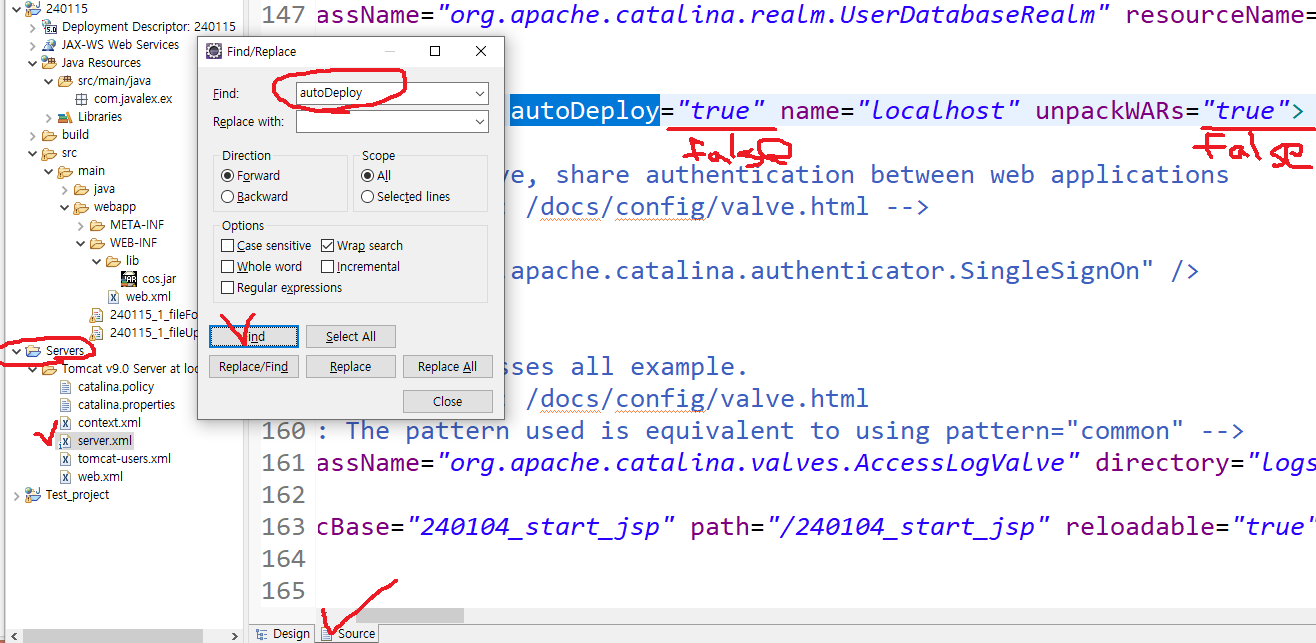 240115
Deployment Descriptor: 240115
JAX-WS Web Services
Java Resources
src/main/java
com.javalex.ex
Libraries
build
src
main
java
webapp
META-INF
WEB-INF
lib
cos.jar
web.xml
240115_1_fileFo
240115_1_fileUp
Servers
Tomcat v9.0 Server at loc
catalina.policy
catalina.properties
context.xml
server.xml
tomcat-users.xml
web.xml
Test_project
Find/Replace
Find: autoDeploy
Replace with:
Direction
Forward
Backward
Scope
All
Selected lines
Options
Case sensitive
Wrap search
Whole word
Incremental
Regular expressions
Find
Select All
Replace/Find
Replace
Replace All
Close
147 assName="org.apache.catalina.realm.UserDatabaseRealm" resourceName=
autoDeploy="true" name="localhost" unpackWARs="true">
False False
ve, share authentication between web applications
/docs/config/valve.html -->
.apache.catalina.authenticator.SingleSignOn" />
sses all example.
/docs/config/valve.html
160 : The pattern used is equivalent to using pattern="common" -->
161 assName="org.apache.catalina.valves.AccessLogValve" directory="logs
162
163 cBase="240104_start_jsp" path="/240104_start_jsp" reloadable="true"
164
165
Design
Source